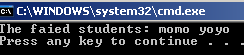 C:\WINDOWS\system32\cmd.exe
The faied students: momo yoyo
Press any key to continue . .